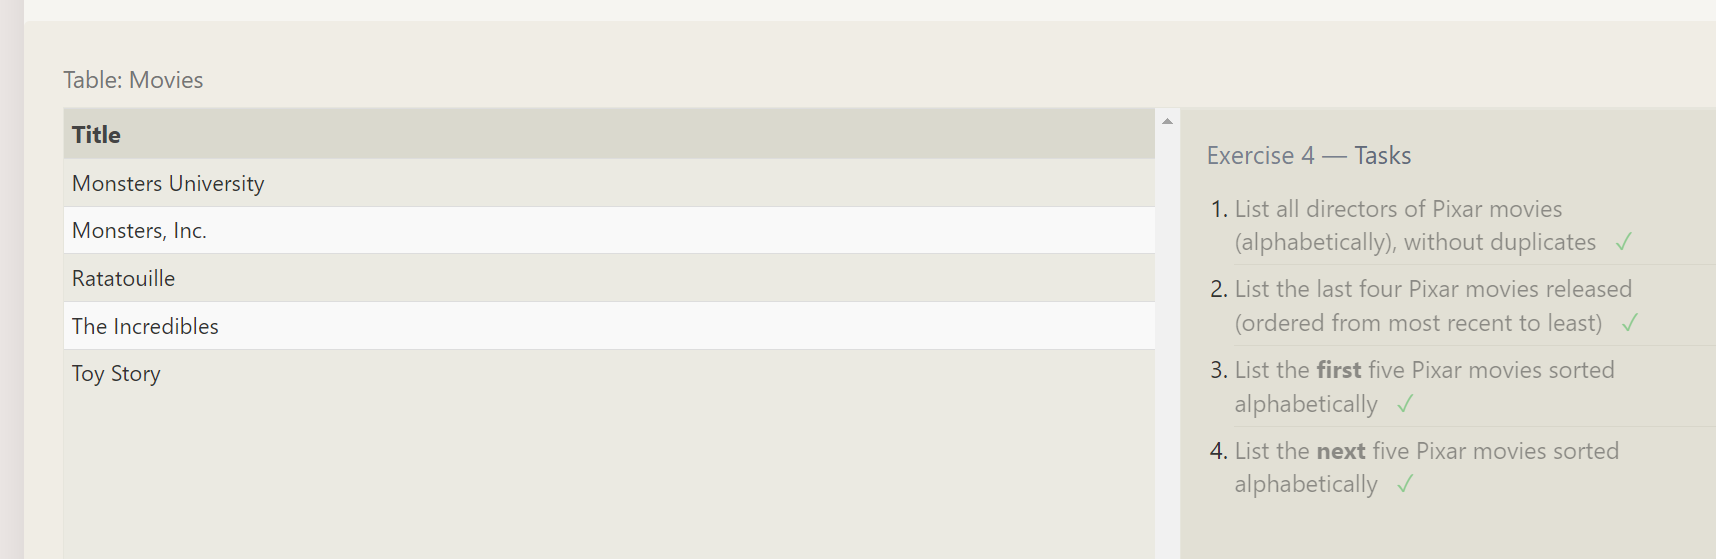 Table: Movies
Title
Monsters University
Monsters, Inc.
Ratatouille
The Incredibles
Toy Story
Exercise 4 — Tasks
1. List all directors of Pixar movies
(alphabetically), without duplicates ✓
2. List the last four Pixar movies released
(ordered from most recent to least) ✓
3. List the first five Pixar movies sorted
alphabetically ✓
4. List the next five Pixar movies sorted
alphabetically ✓